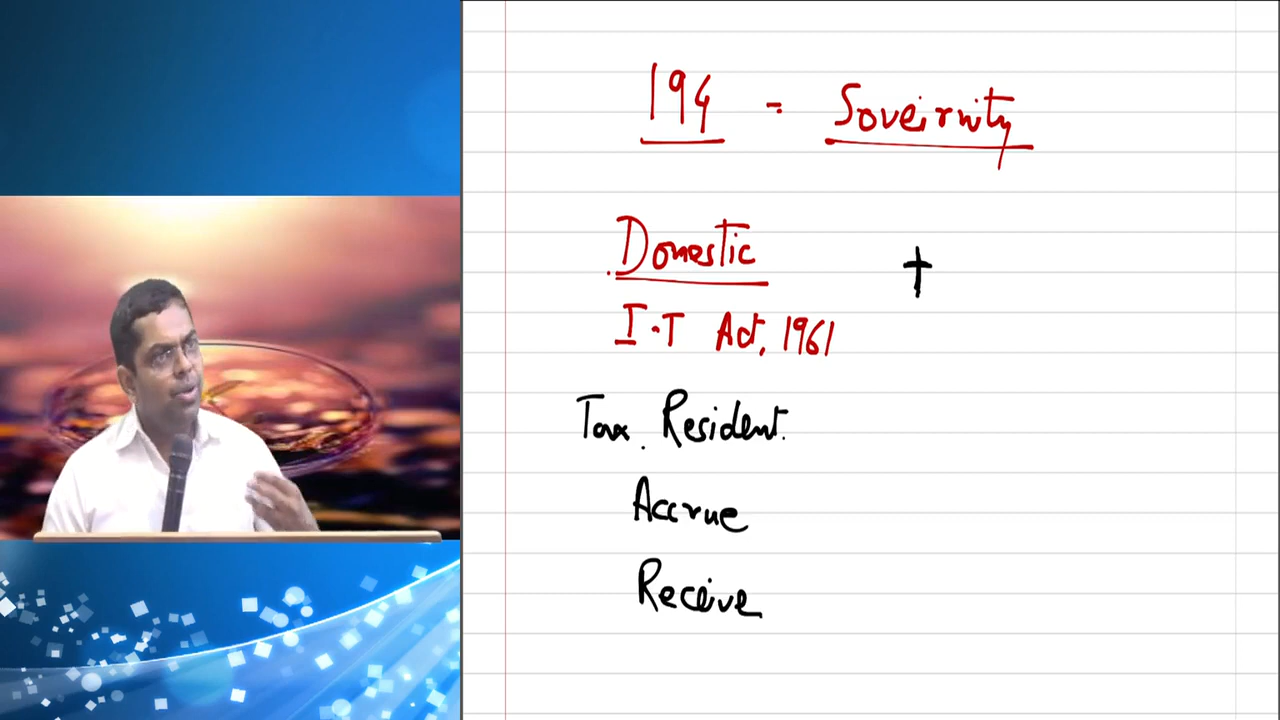 194 = Soveirnity
Domestic +
I.T Act, 1961
Tax Resident.
Accrue
Receive